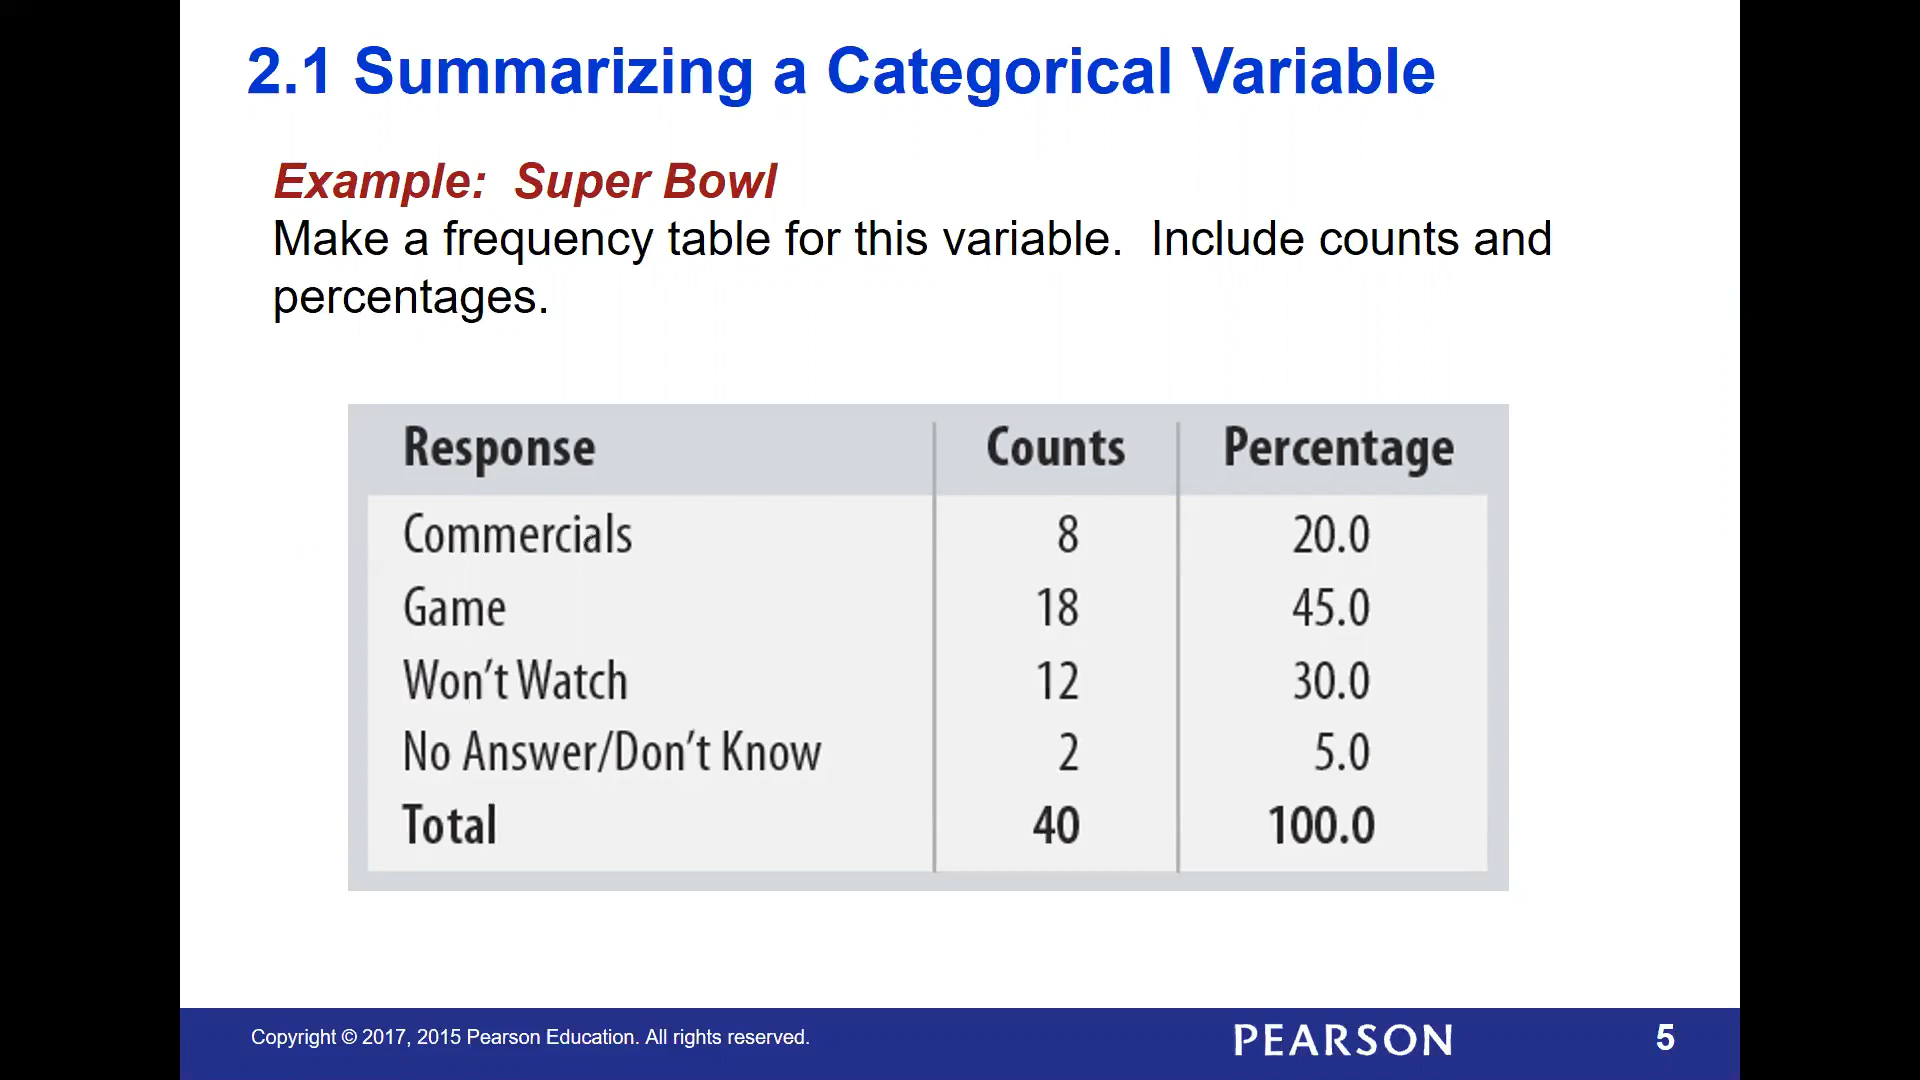 2.1 Summarizing a Categorical Variable
Example:  Super Bowl
Make a frequency table for this variable.  Include counts and
percentages.
Response Counts Percentage
Commercials 8 20.0
Game 18 45.0
Won’t Watch 12 30.0
No Answer/Don’t Know 2 5.0
Total 40 100.0
Copyright © 2017, 2015 Pearson Education. All rights reserved. PEARSON 5